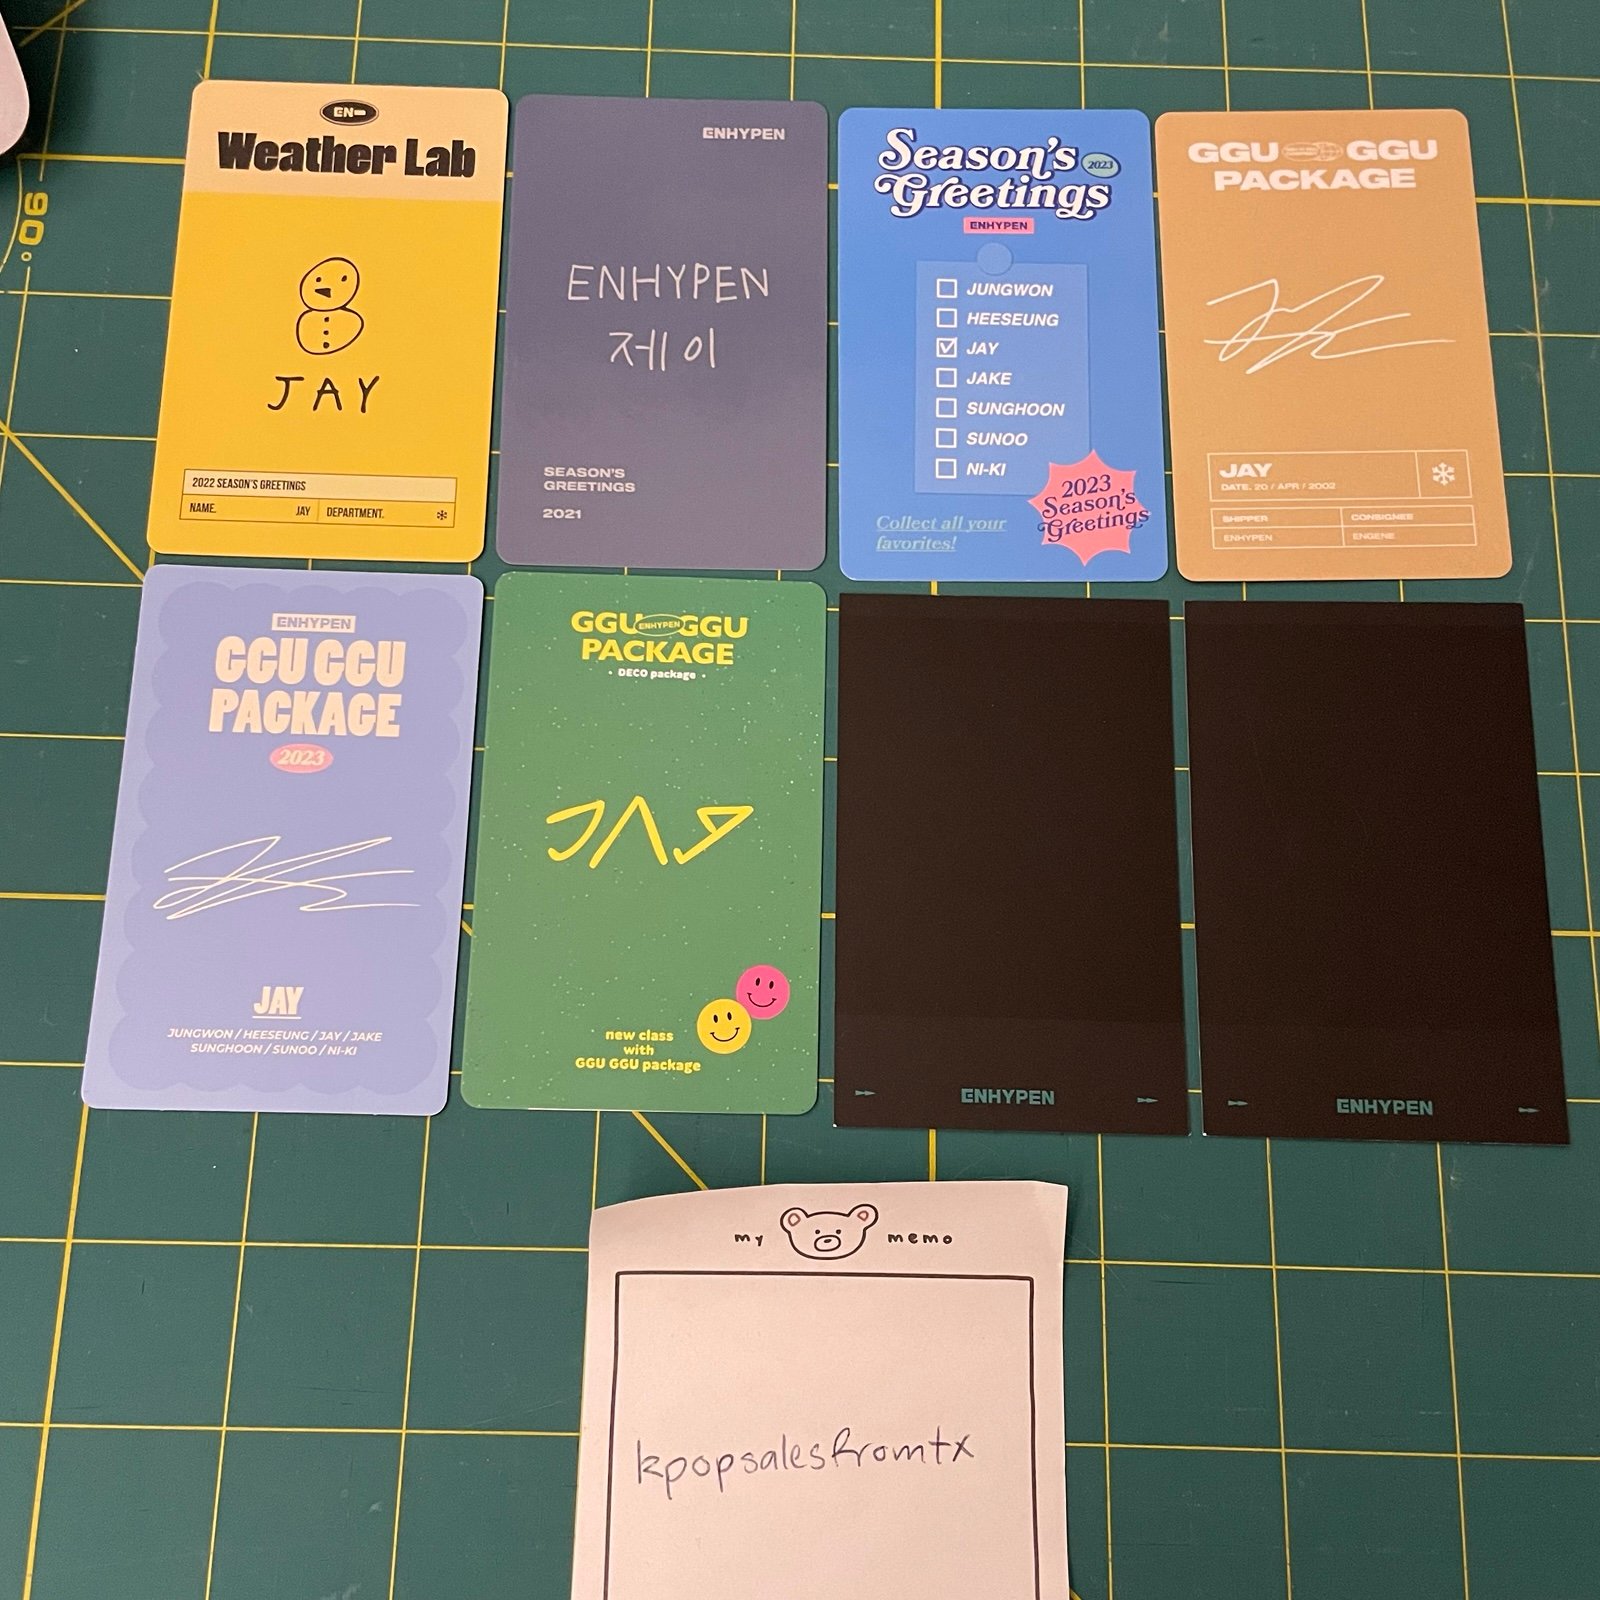 EN-
Weather Lab
JAY
2022 SEASON'S GREETINGS
NAME. JAY DEPARTMENT.
ENHYPEN
ENHYPEN
제이
SEASON'S
GREETINGS
2021
Season's 2023
Greetings
ENHYPEN
JUNGWON
HEESEUNG
JAY
JAKE
SUNGHOON
SUNOO
NI-KI
2023
Season's
Greetings
Collect all your
favorites!
GGU GGU
PACKAGE
JAY
DATE. 20 / APR / 2002
SHIPPER CONSIGNEE
ENHYPEN ENGENE
ENHYPEN
GGU GGU
PACKAGE
2023
JAY
JUNGWON / HEESEUNG / JAY / JAKE
SUNGHOON / SUNOO / NI-KI
GGU ENHYPEN GGU
PACKAGE
· DECO package ·
JAY
new class
with
GGU GGU package
ENHYPEN
ENHYPEN
my memo
kpopsalesfromtx
06